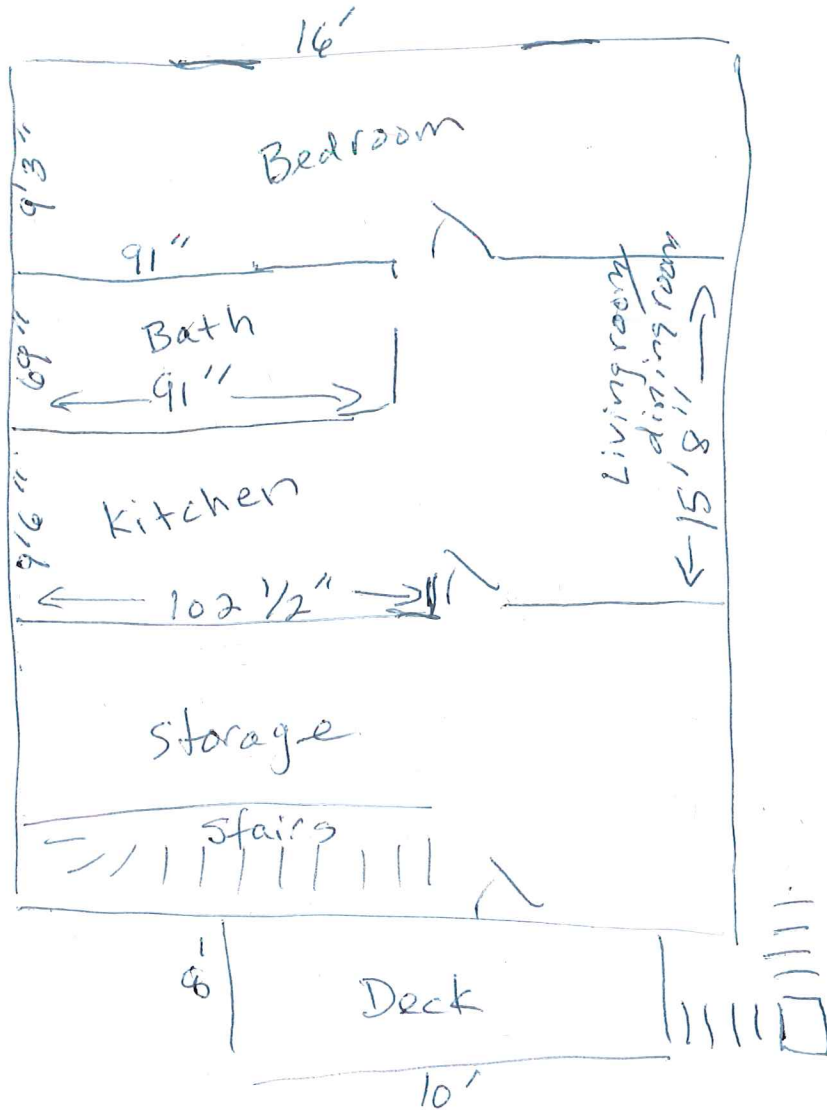 16'
Bedroom
9'3"
91"
Bath
69"
91"
Living room/
dining room
15'8"
Kitchen
9'6"
102 1/2"
Storage
Stairs
8'
Deck
10'